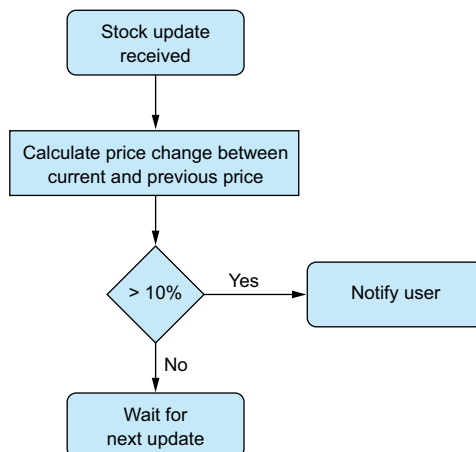 Stock update
received
Calculate price change between
current and previous price
> 10%
Yes
Notify user
No
Wait for
next update